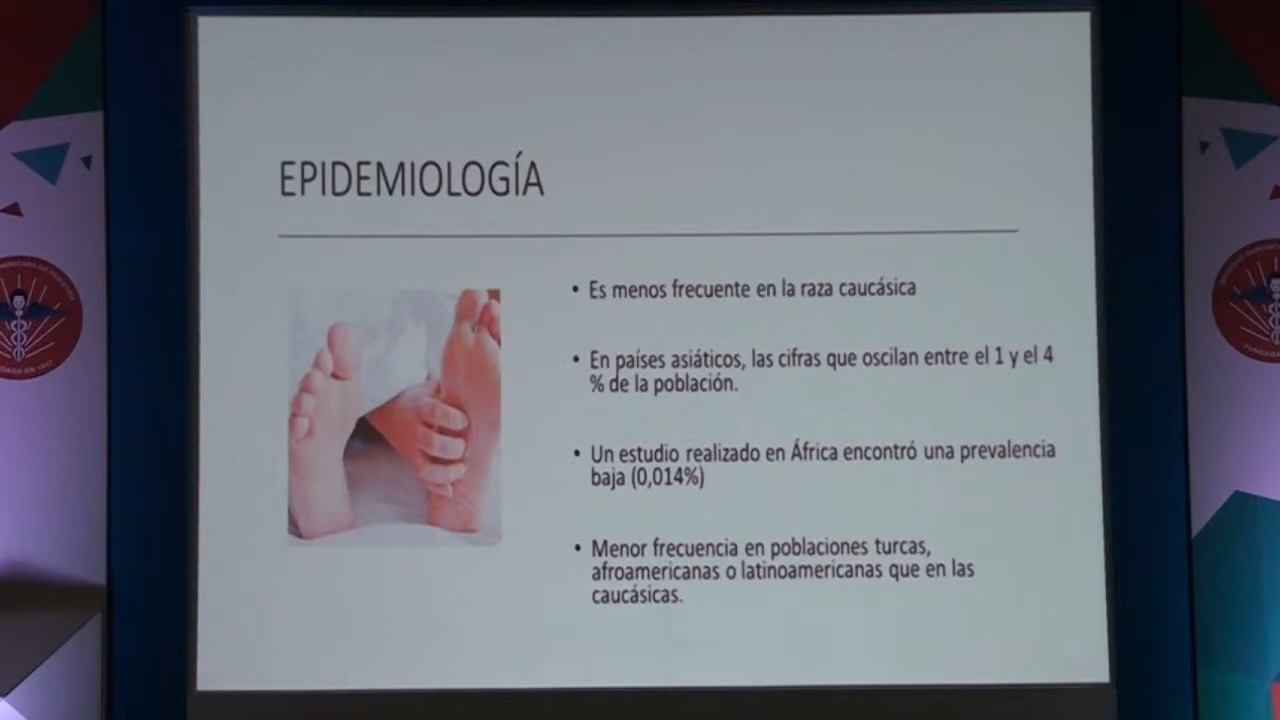 EPIDEMIOLOGÍA
• Es menos frecuente en la raza caucásica
• En países asiáticos, las cifras que oscilan entre el 1 y el 4
% de la población.
• Un estudio realizado en África encontró una prevalencia
baja (0,014%)
• Menor frecuencia en poblaciones turcas,
afroamericanas o latinoamericanas que en las
caucásicas.